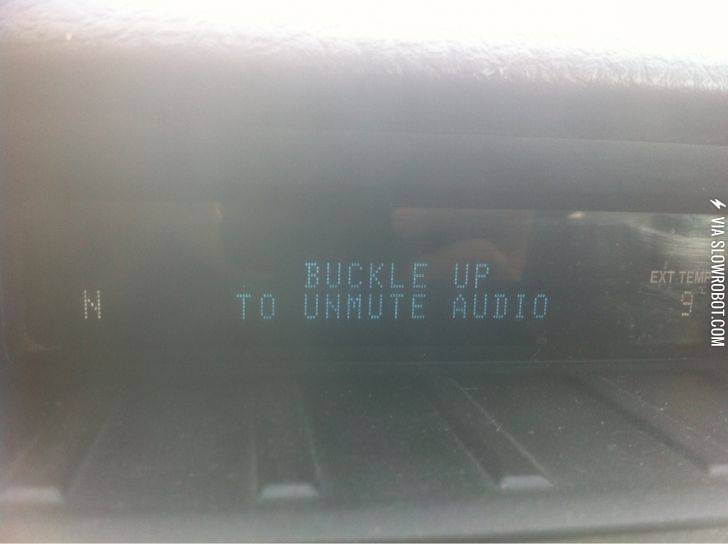 BUCKLE UP
TO UNMUTE AUDIO
N
EXT TEMP
9
VIA SLOWROBOT.COM